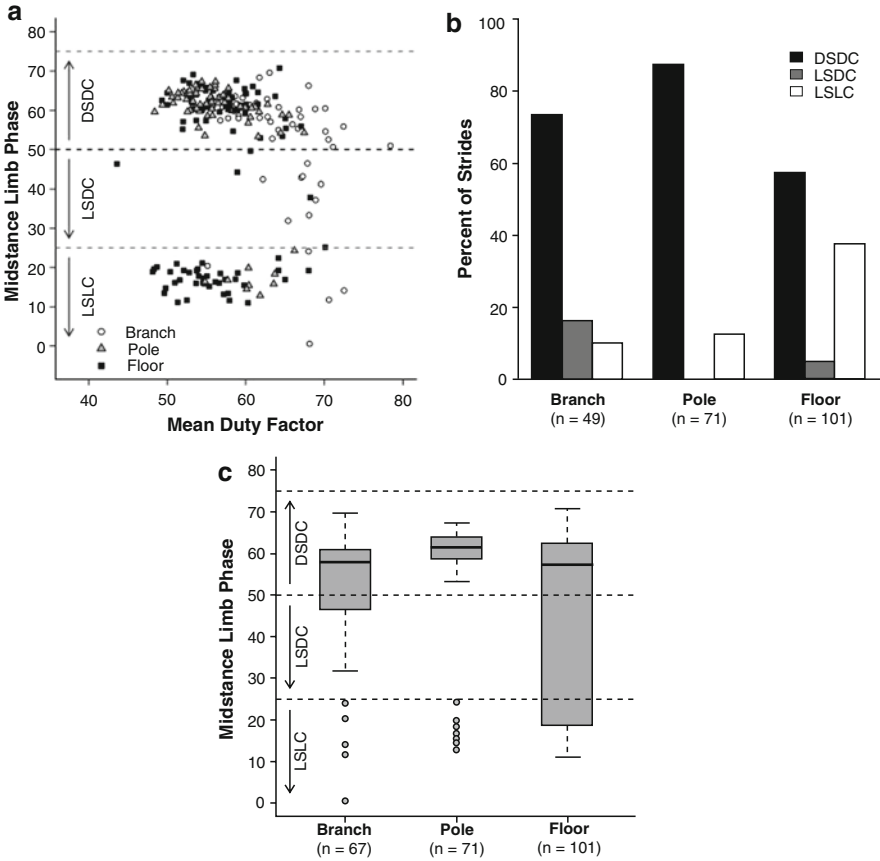 a
80
70
60
50
40
30
20
10
0
Midstance Limb Phase
DSDC
LSDC
LSLC
Branch
Pole
Floor
40
50
60
70
80
Mean Duty Factor
b
100
80
60
40
20
0
Percent of Strides
DSDC
LSDC
LSLC
Branch
(n = 49)
Pole
(n = 71)
Floor
(n = 101)
c
80
70
60
50
40
30
20
10
0
Midstance Limb Phase
DSDC
LSDC
LSLC
Branch
(n = 67)
Pole
(n = 71)
Floor
(n = 101)